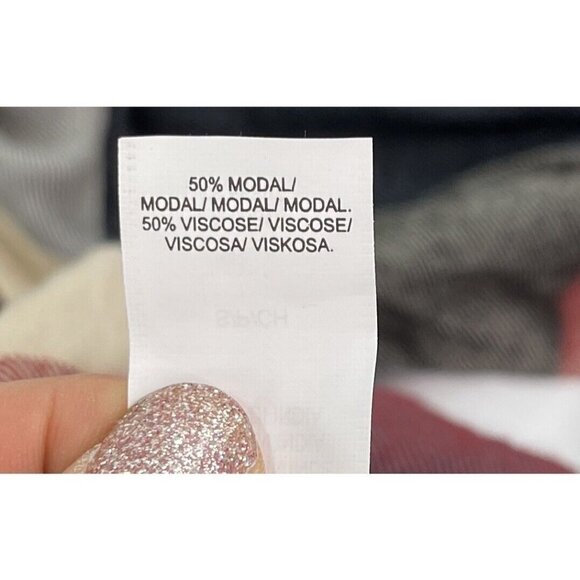 50% MODAL/
MODAL/ MODAL/ MODAL.
50% VISCOSE/ VISCOSE/
VISCOSA/ VISKOSA.